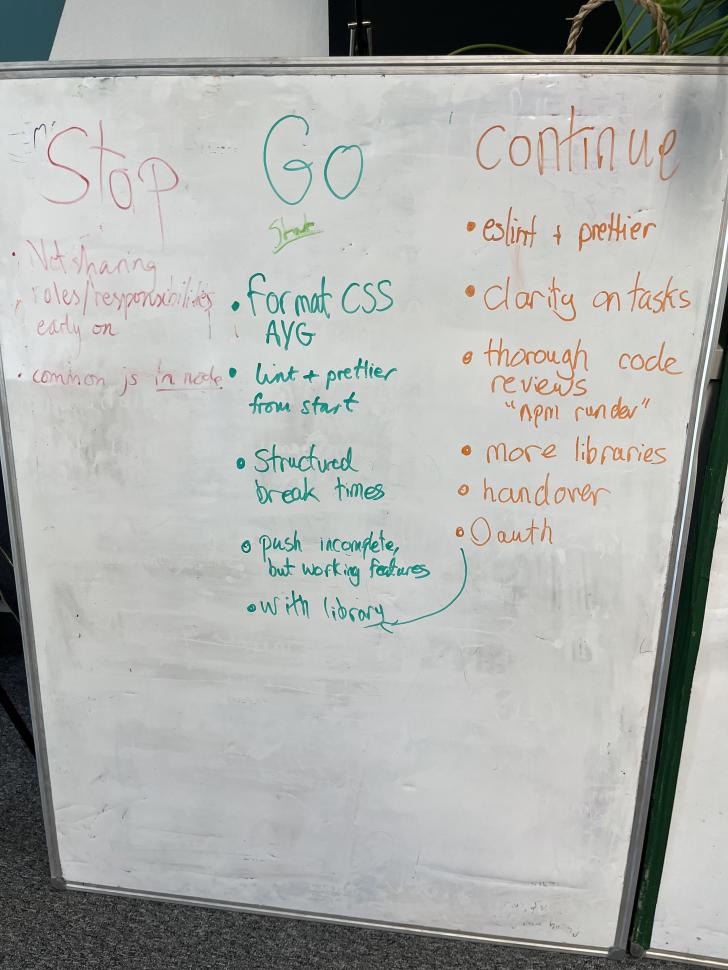 Stop
• Not sharing
roles/responsibilities
early on
• common js in node
Go
Start
• format CSS
AYG
• lint + prettier
from start
• Structured
break times
• push incomplete,
but working features
• with library
continue
• eslint + prettier
• clarity on tasks
• thorough code
reviews
"npm run dev"
• more libraries
• handover
• Oauth